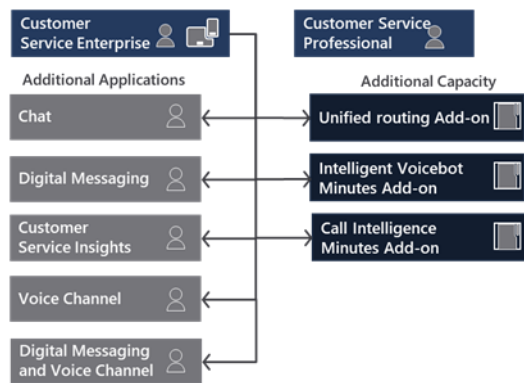 Customer
Service Enterprise
Customer Service
Professional
Additional Applications
Additional Capacity
Chat
Unified routing Add-on
Digital Messaging
Intelligent Voicebot
Minutes Add-on
Customer
Service Insights
Call Intelligence
Minutes Add-on
Voice Channel
Digital Messaging
and Voice Channel